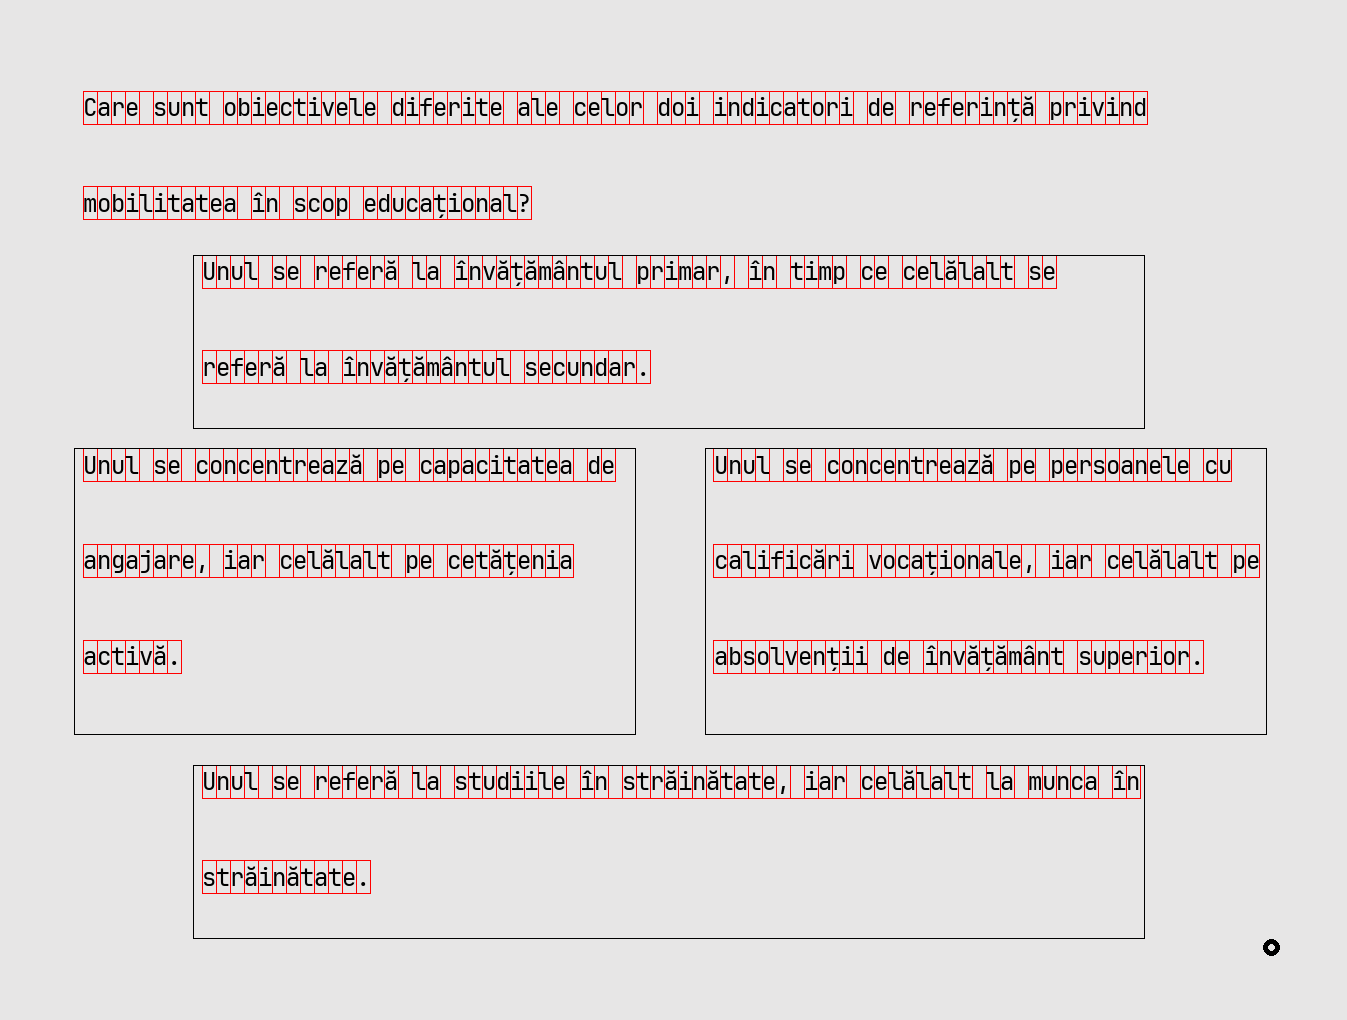 Care sunt obiectivele diferite ale celor doi indicatori de referință privind
mobilitatea în scop educațional?
Unul se referă la învățământul primar, în timp ce celălalt se
referă la învățământul secundar.
Unul se concentrează pe capacitatea de
angajare, iar celălalt pe cetățenia
activă.
Unul se concentrează pe persoanele cu
calificări vocaționale, iar celălalt pe
absolvenții de învățământ superior.
Unul se referă la studiile în străinătate, iar celălalt la munca în
străinătate.